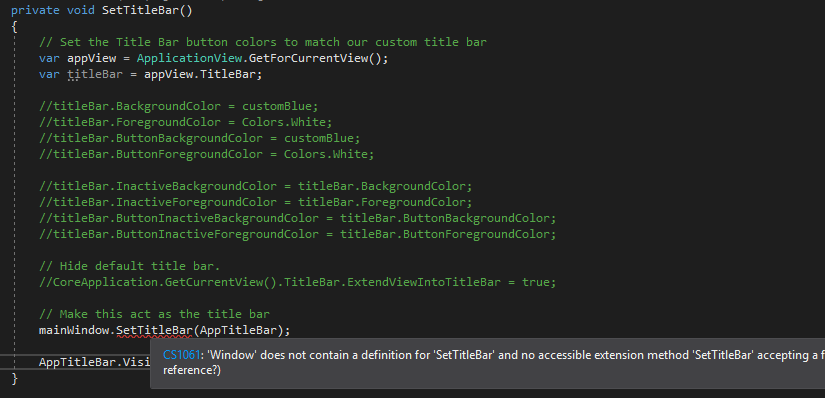 private void SetTitleBar()
{
// Set the Title Bar button colors to match our custom title bar
var appView = ApplicationView.GetForCurrentView();
var titleBar = appView.TitleBar;
//titleBar.BackgroundColor = customBlue;
//titleBar.ForegroundColor = Colors.White;
//titleBar.ButtonBackgroundColor = customBlue;
//titleBar.ButtonForegroundColor = Colors.White;
//titleBar.InactiveBackgroundColor = titleBar.BackgroundColor;
//titleBar.InactiveForegroundColor = titleBar.ForegroundColor;
//titleBar.ButtonInactiveBackgroundColor = titleBar.ButtonBackgroundColor;
//titleBar.ButtonInactiveForegroundColor = titleBar.ButtonForegroundColor;
// Hide default title bar.
//CoreApplication.GetCurrentView().TitleBar.ExtendViewIntoTitleBar = true;
// Make this act as the title bar
mainWindow.SetTitleBar(AppTitleBar);
CS1061: 'Window' does not contain a definition for 'SetTitleBar' and no accessible extension method 'SetTitleBar' accepting a f
reference?)
AppTitleBar.Visi
}